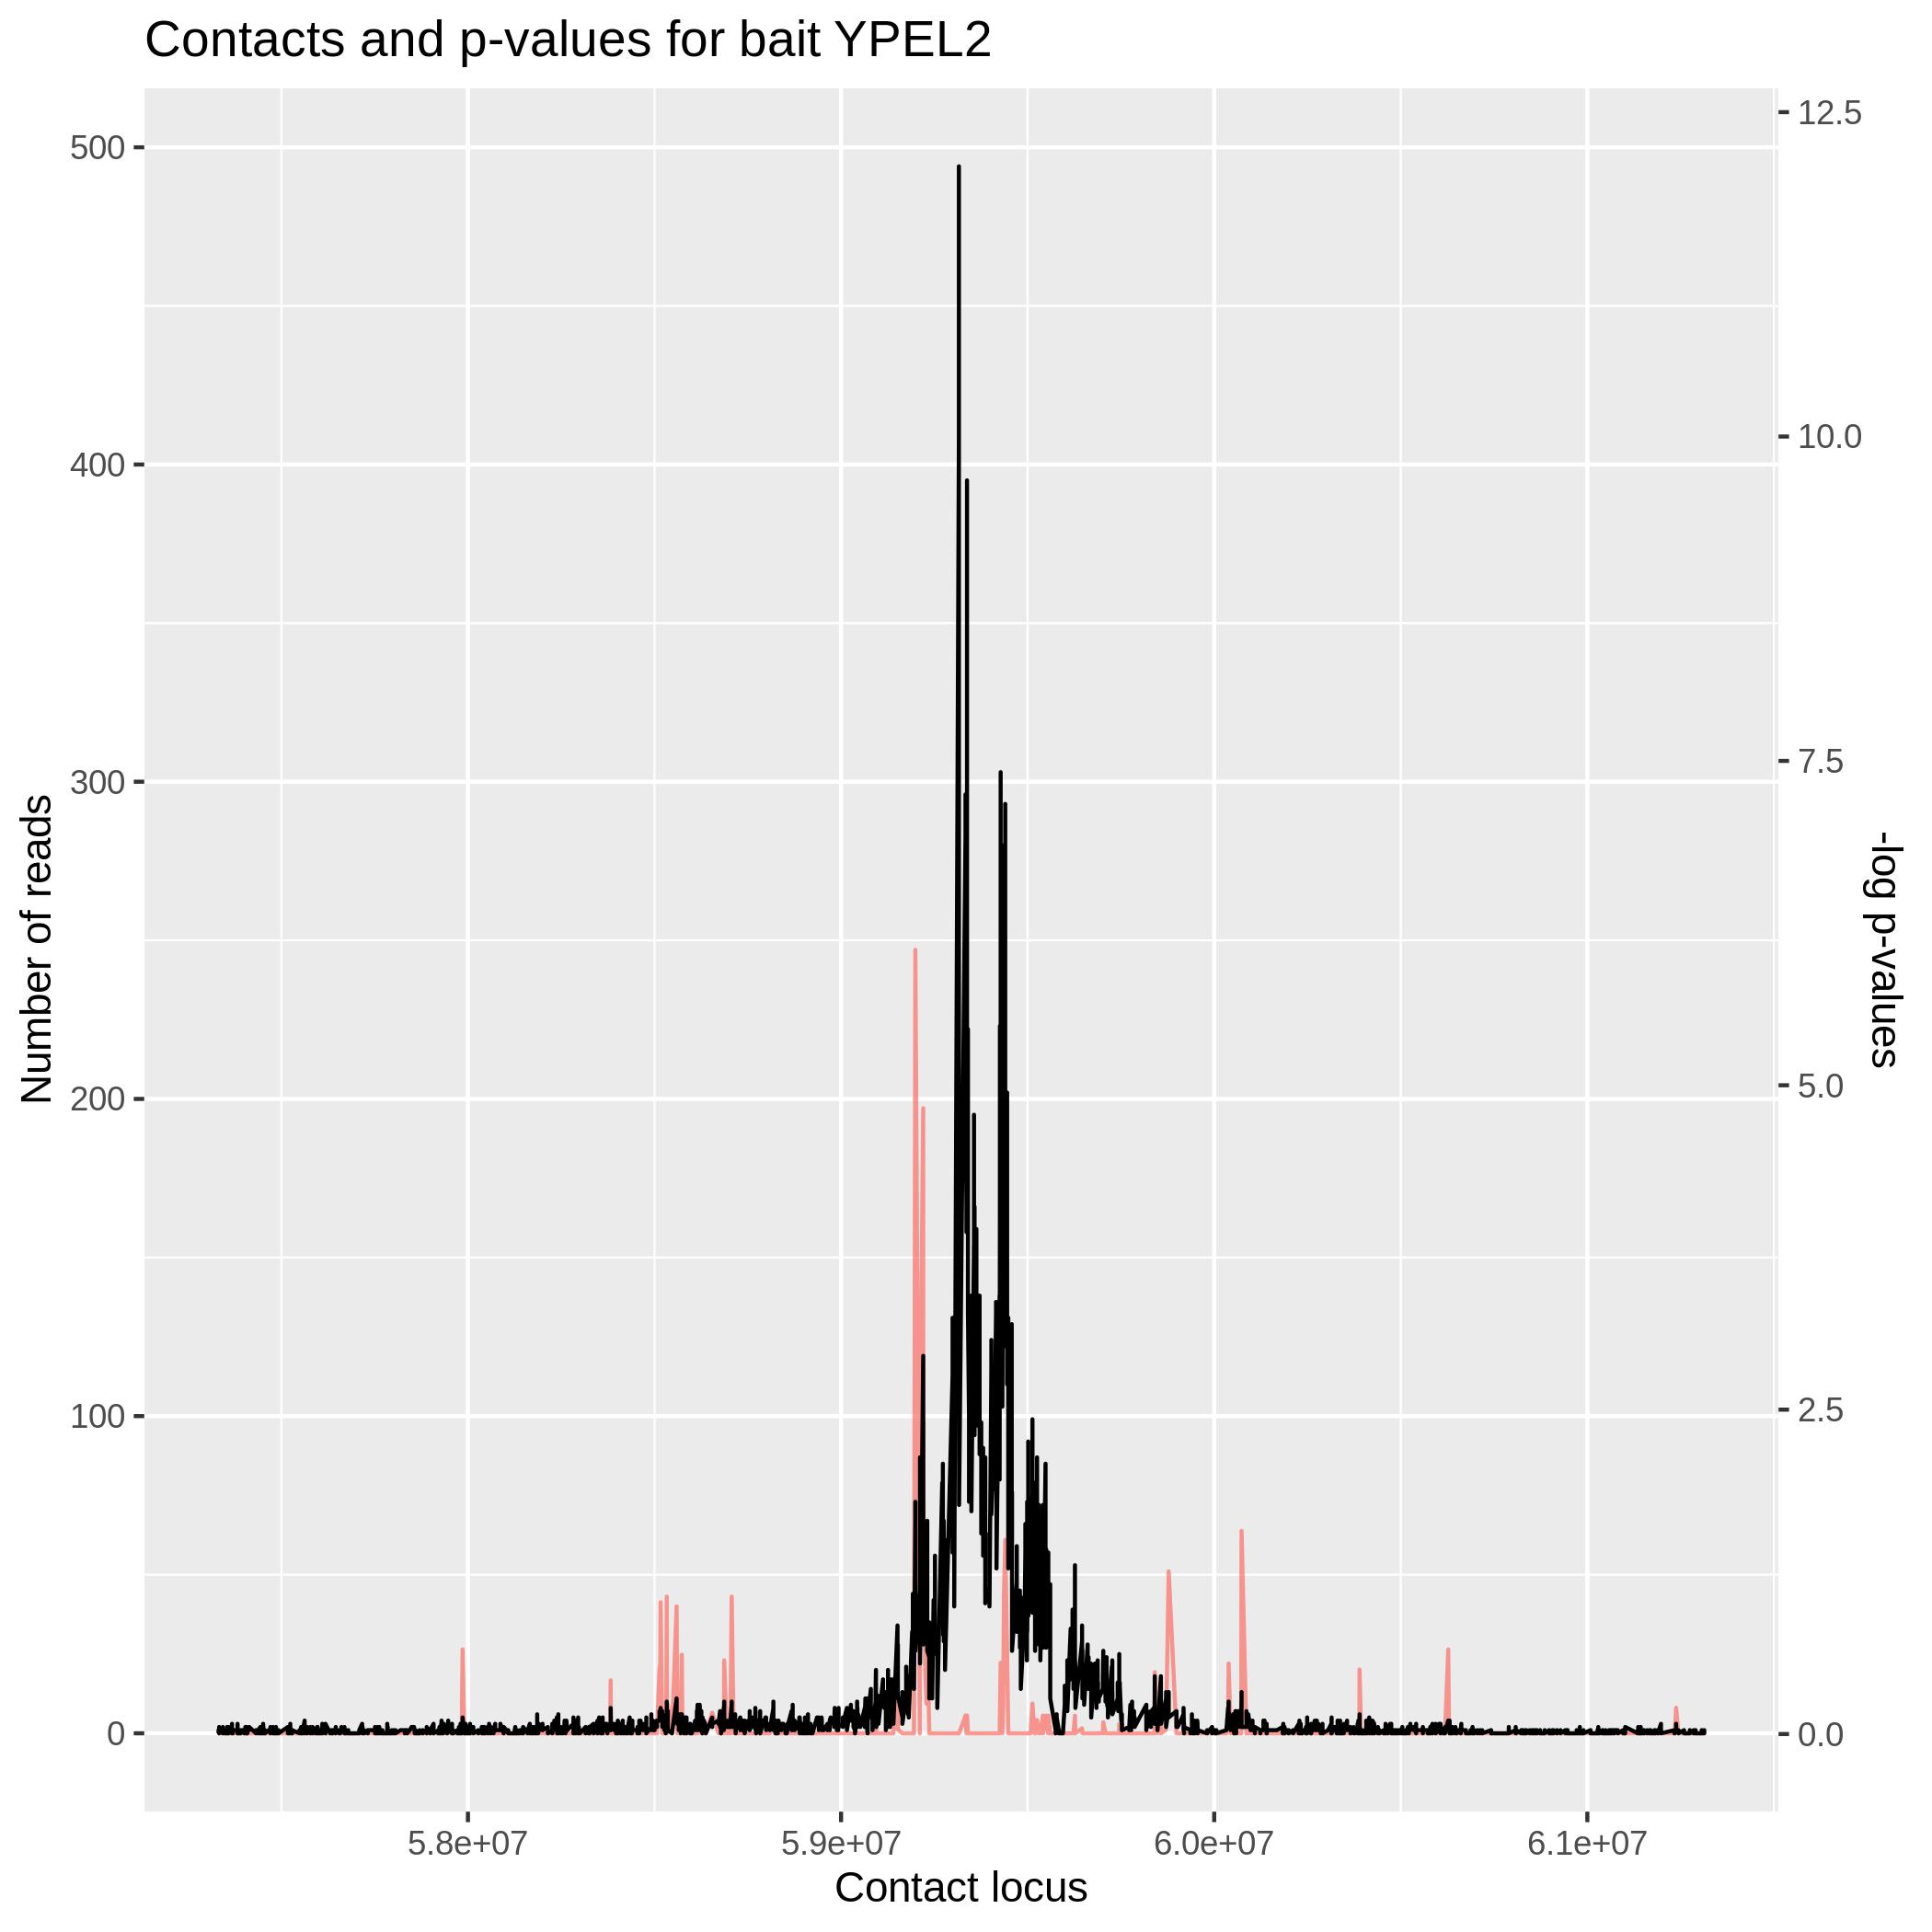 Contacts and p-values for bait YPEL2
500
400
300
200
100
0
Number of reads
12.5
10.0
7.5
5.0
2.5
0.0
-log p-values
5.8e+07
5.9e+07
6.0e+07
6.1e+07
Contact locus